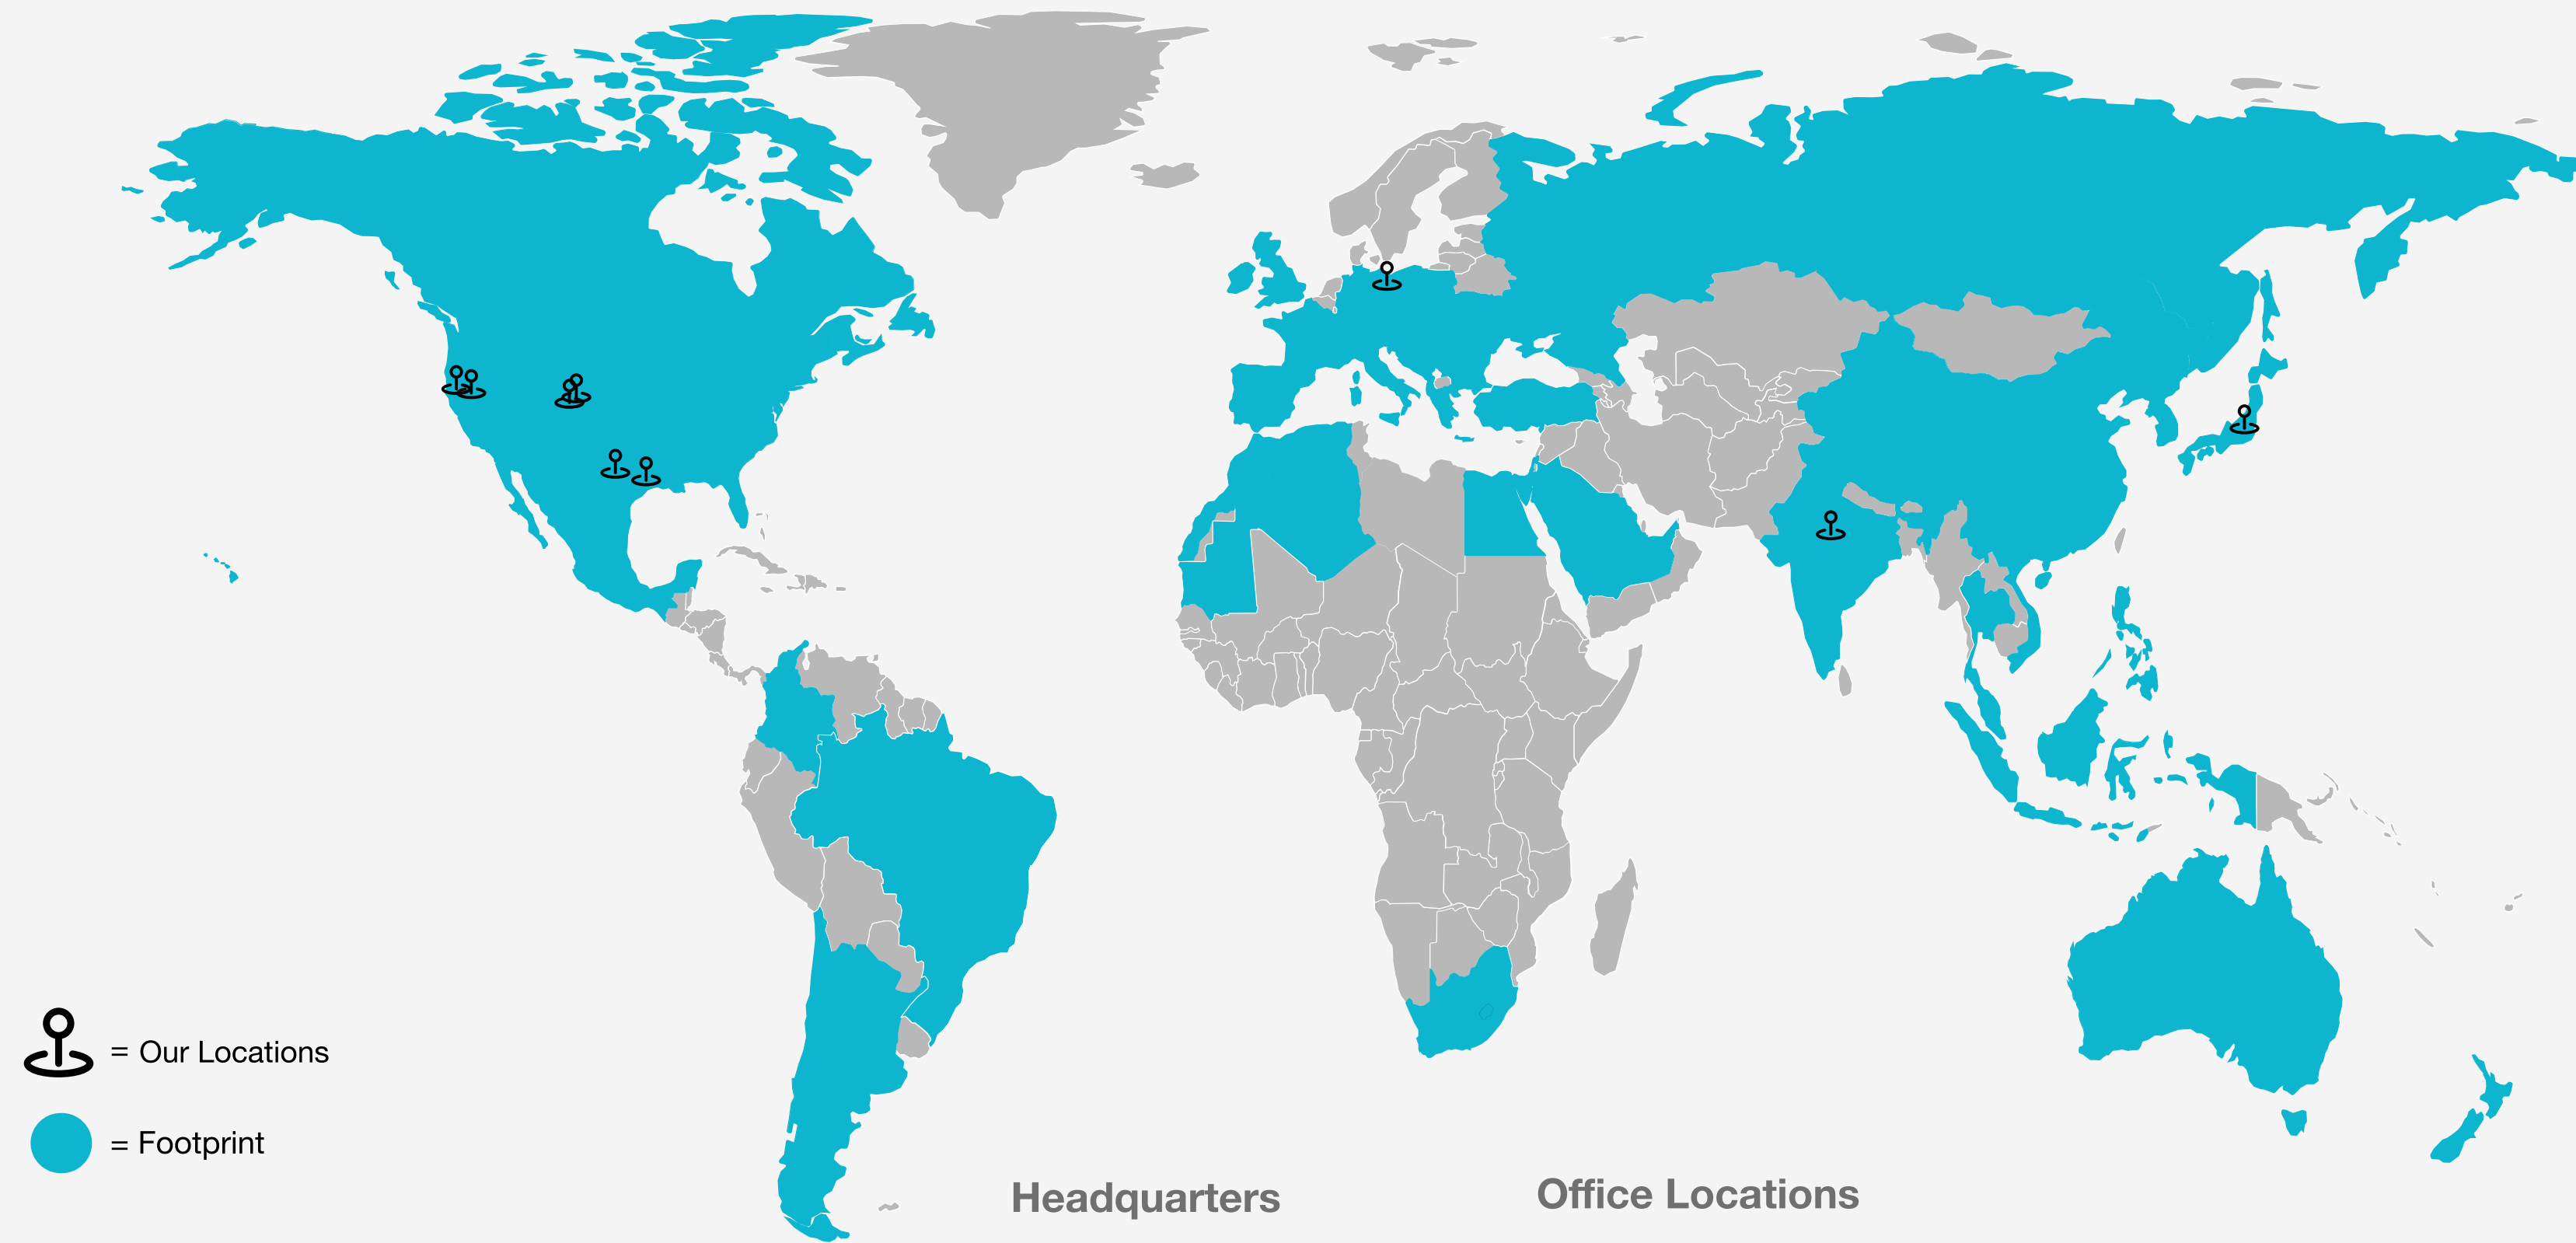 = Our Locations
= Footprint
Headquarters
Office Locations